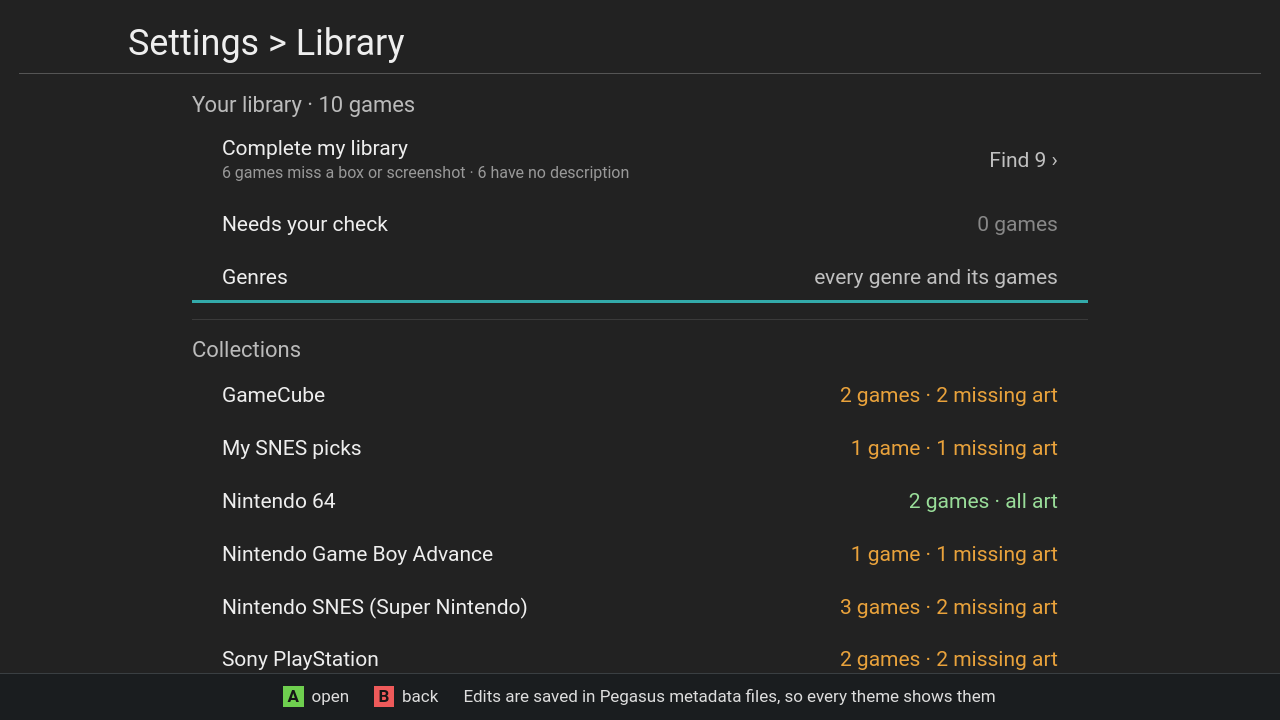 Settings > Library
Your library · 10 games
Complete my library
6 games miss a box or screenshot · 6 have no description
Find 9 ›
Needs your check
0 games
Genres
every genre and its games
Collections
GameCube
2 games · 2 missing art
My SNES picks
1 game · 1 missing art
Nintendo 64
2 games · all art
Nintendo Game Boy Advance
1 game · 1 missing art
Nintendo SNES (Super Nintendo)
3 games · 2 missing art
Sony PlayStation
2 games · 2 missing art
A open B back Edits are saved in Pegasus metadata files, so every theme shows them